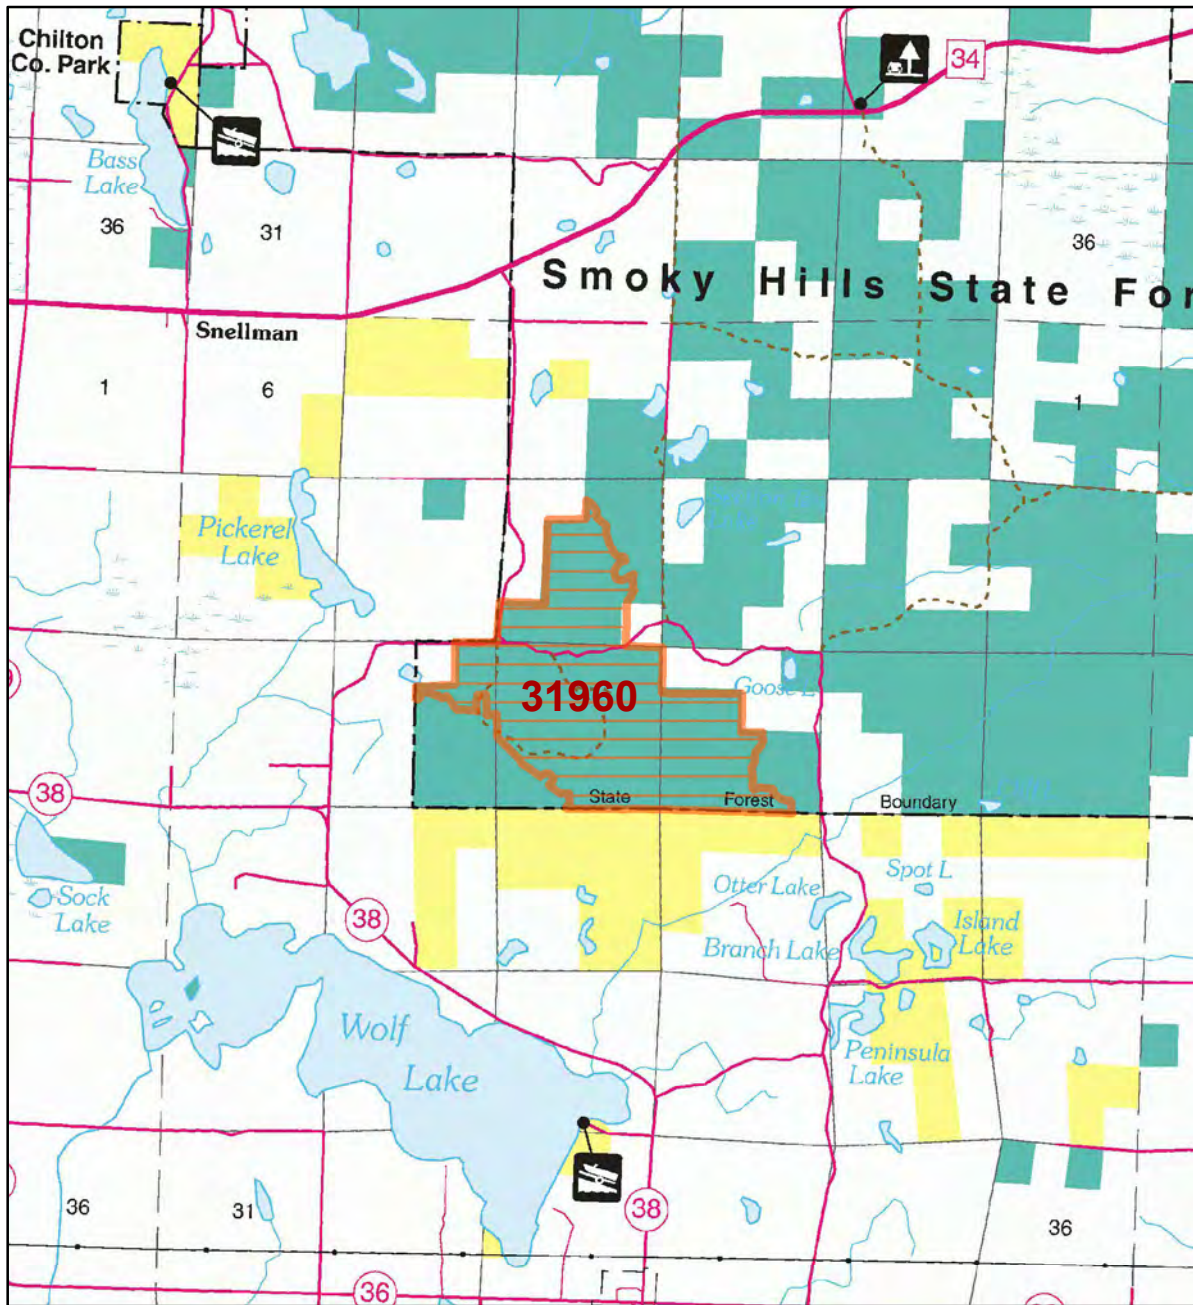 Chilton
Co. Park
34
Bass
Lake
36
31
36
Smoky Hills State For
Snellman
1
6
1
Pickerel
Lake
31960
Goose L
38
State Forest Boundary
Sock
Lake
38
Otter Lake
Spot L
Island
Lake
Branch Lake
Wolf
Lake
Peninsula
Lake
36
31
38
36
36